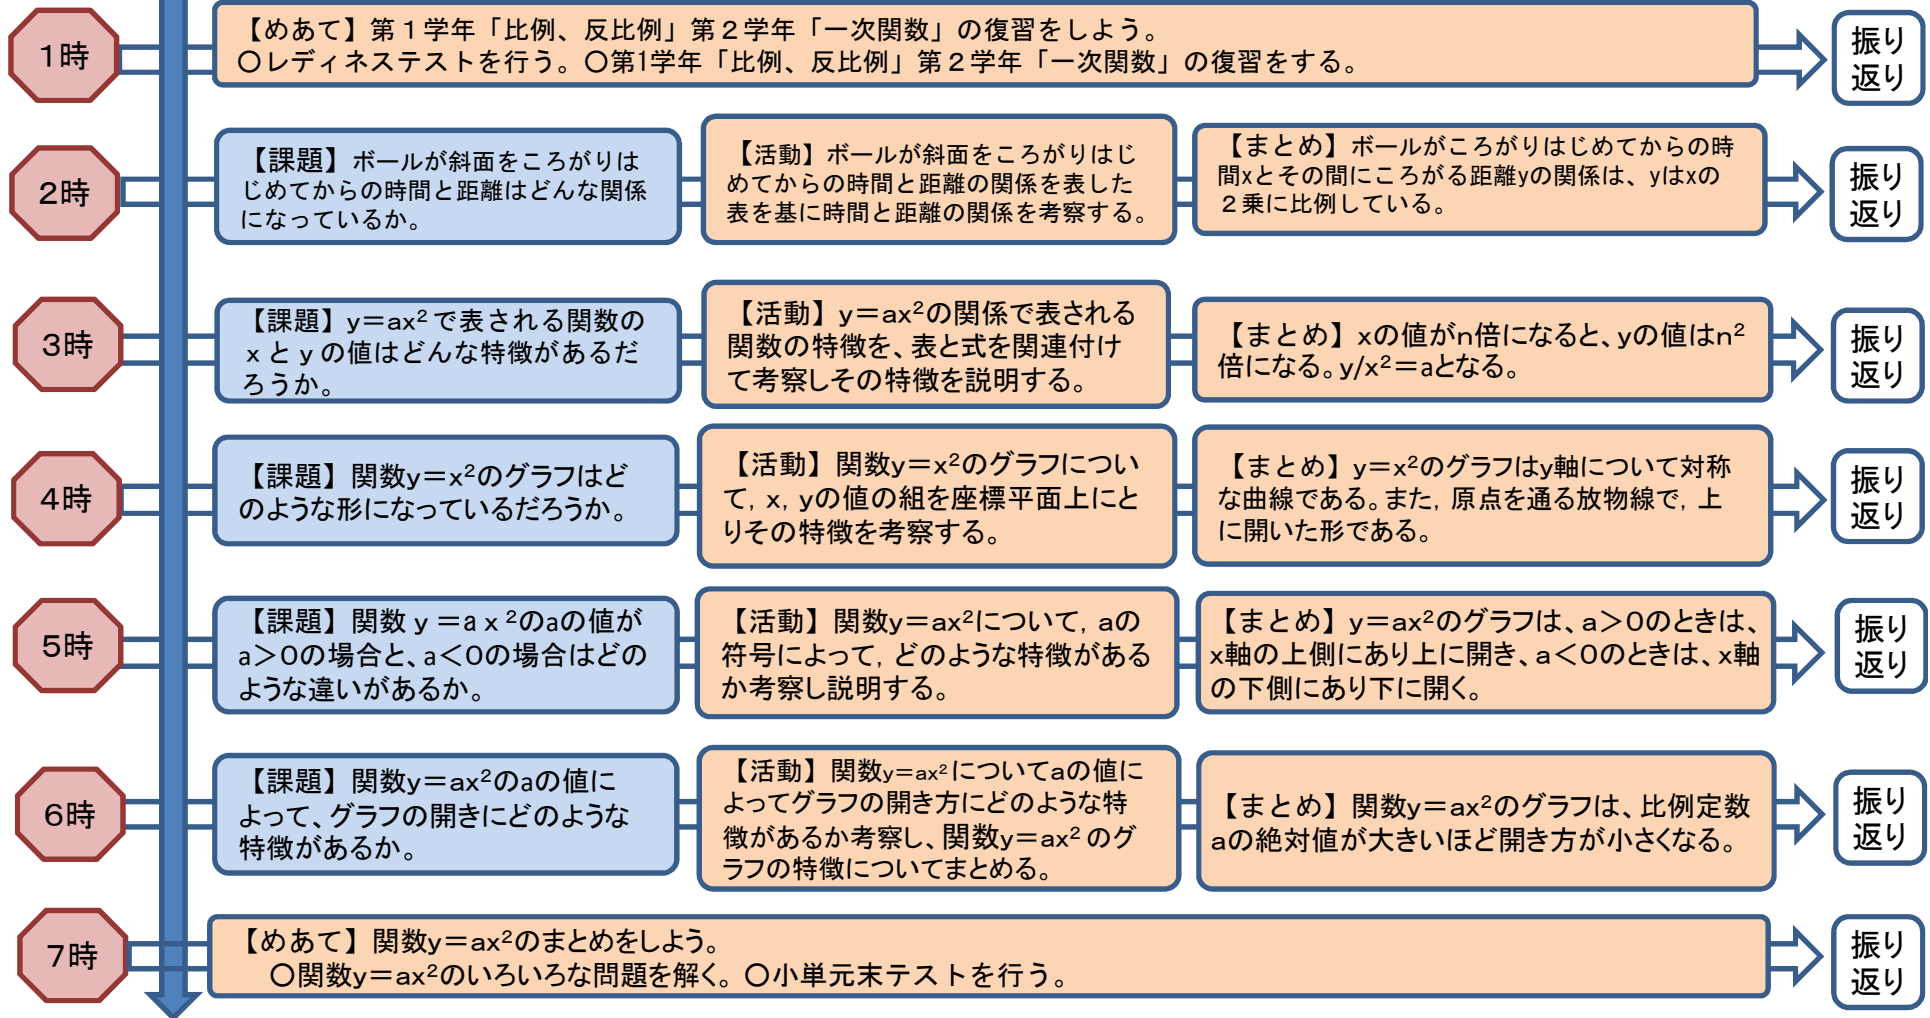 1時
【めあて】第１学年「比例、反比例」第２学年「一次関数」の復習をしよう。
○レディネステストを行う。○第1学年「比例、反比例」第２学年「一次関数」の復習をする。
振り
返り
2時
【課題】ボールが斜面をころがりは
じめてからの時間と距離はどんな関係
になっているか。
【活動】ボールが斜面をころがりはじ
めてからの時間と距離の関係を表した
表を基に時間と距離の関係を考察する。
【まとめ】ボールがころがりはじめてからの時
間xとその間にころがる距離yの関係は、yはxの
２乗に比例している。
振り
返り
3時
【課題】y＝ax²で表される関数の
ｘとｙの値はどんな特徴があるだ
ろうか。
【活動】y＝ax²の関係で表される
関数の特徴を、表と式を関連付け
て考察しその特徴を説明する。
【まとめ】xの値がn倍になると、yの値はn²
倍になる。y/x²＝aとなる。
振り
返り
4時
【課題】関数y＝x²のグラフはど
のような形になっているだろうか。
【活動】関数y＝x²のグラフについ
て，x，yの値の組を座標平面上にと
りその特徴を考察する。
【まとめ】y＝x²のグラフはy軸について対称
な曲線である。また，原点を通る放物線で，上
に開いた形である。
振り
返り
5時
【課題】関数ｙ＝aｘ²のaの値が
a＞0の場合と、a＜0の場合はどの
ような違いがあるか。
【活動】関数y＝ax²について，aの
符号によって，どのような特徴がある
か考察し説明する。
【まとめ】y＝ax²のグラフは、a＞0のときは、
x軸の上側にあり上に開き、a＜0のときは、x軸
の下側にあり下に開く。
振り
返り
6時
【課題】関数y＝ax²のaの値に
よって、グラフの開きにどのような
特徴があるか。
【活動】関数y＝ax²についてaの値に
よってグラフの開き方にどのような特
徴があるか考察し、関数y＝ax²のグ
ラフの特徴についてまとめる。
【まとめ】関数y＝ax²のグラフは、比例定数
aの絶対値が大きいほど開き方が小さくなる。
振り
返り
7時
【めあて】関数y＝ax²のまとめをしよう。
○関数y＝ax²のいろいろな問題を解く。○小単元末テストを行う。
振り
返り